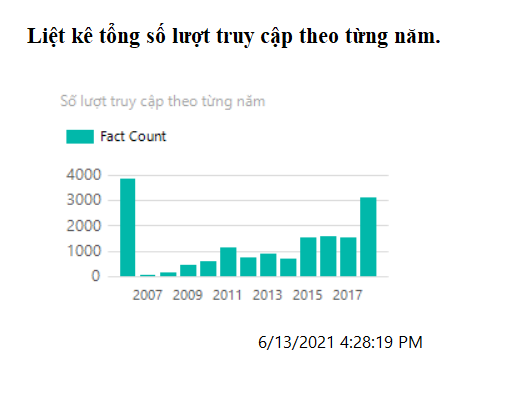 Liệt kê tổng số lượt truy cập theo từng năm.
Số lượt truy cập theo từng năm
Fact Count
4000
3000
2000
1000
0
2007 2009 2011 2013 2015 2017
6/13/2021 4:28:19 PM